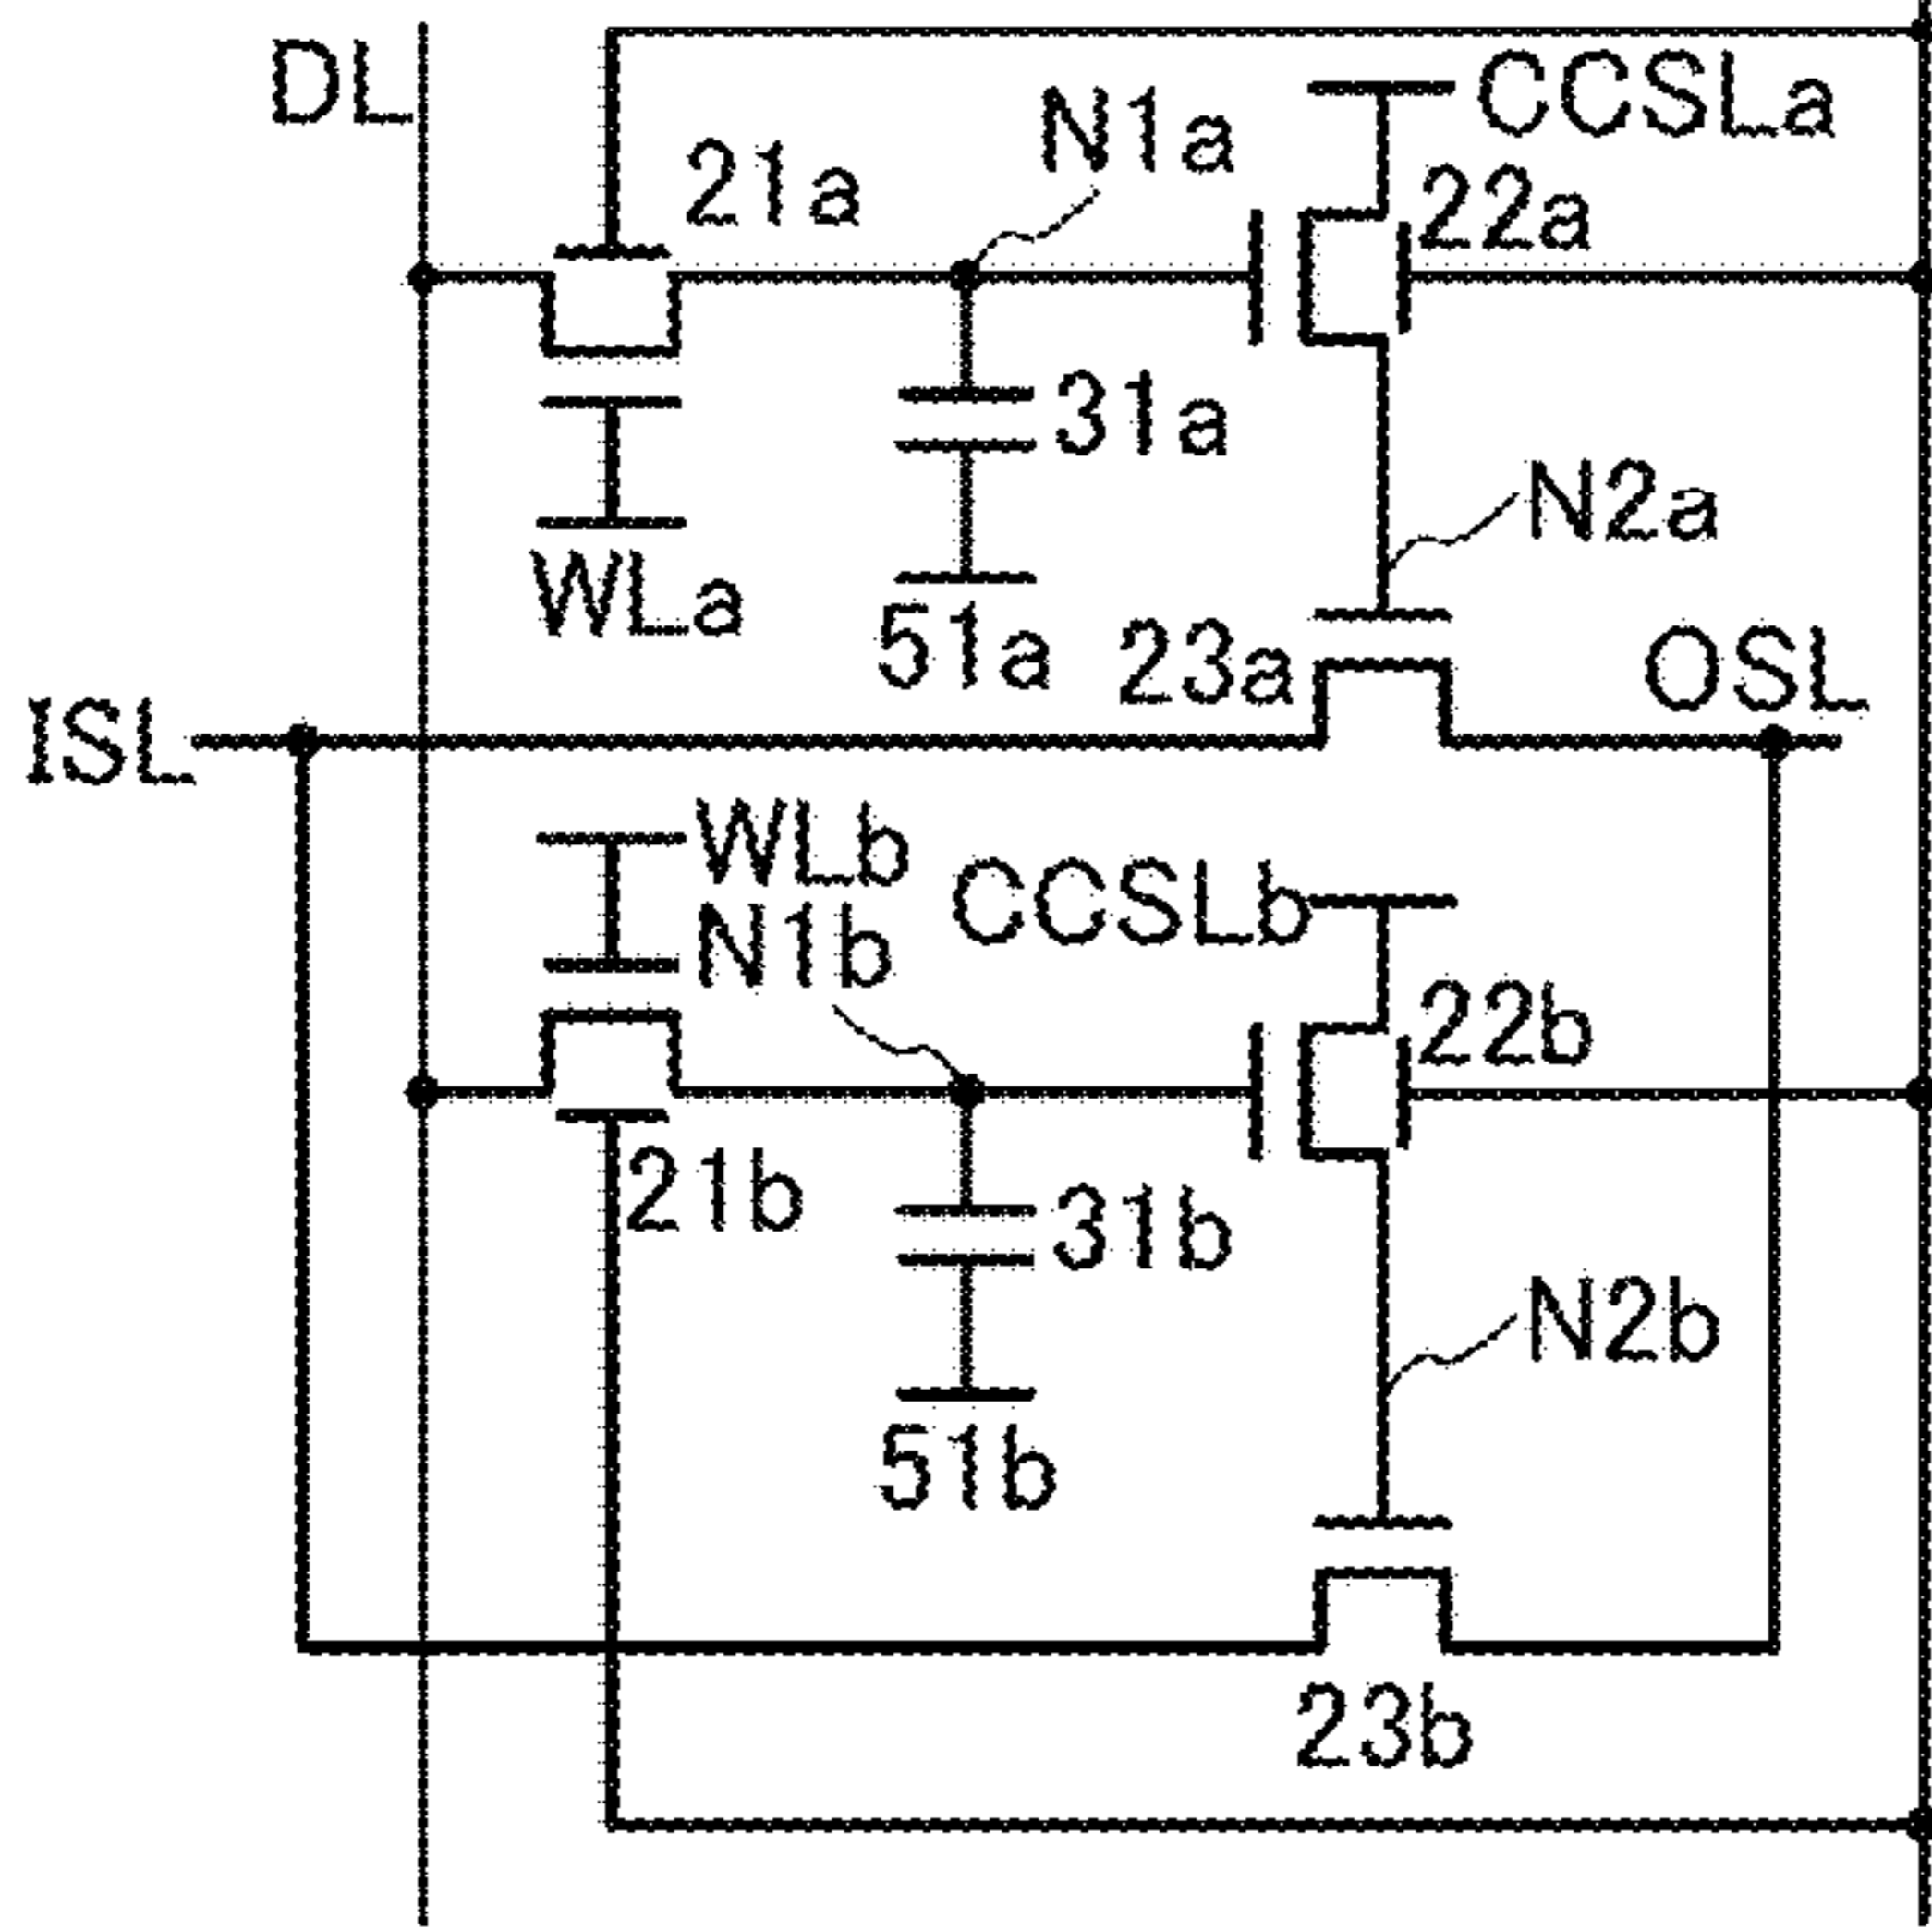 DL
CCSLa
N1a
21a
22a
31a
N2a
WLa
51a
23a
OSL
ISL
WLb
CCSLb
N1b
22b
21b
31b
N2b
51b
23b